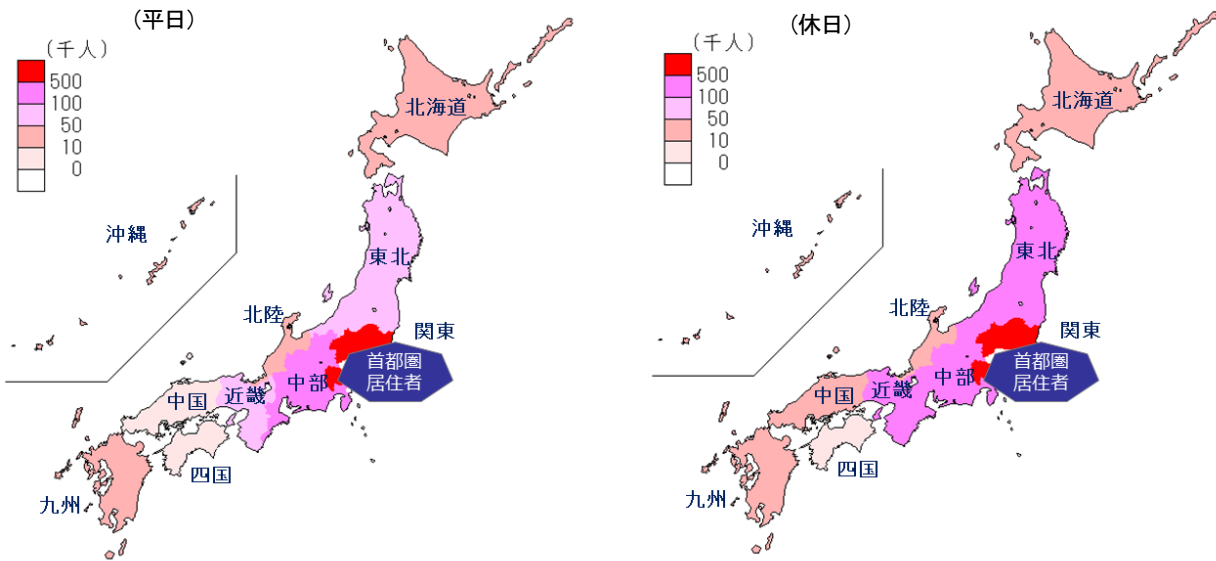 (平日)
(千人)
500
100
50
10
0
北海道
沖縄
東北
北陸
関東
首都圏
居住者
中部
近畿
中国
四国
九州
(休日)
(千人)
500
100
50
10
0
北海道
沖縄
東北
北陸
関東
首都圏
居住者
中部
近畿
中国
四国
九州